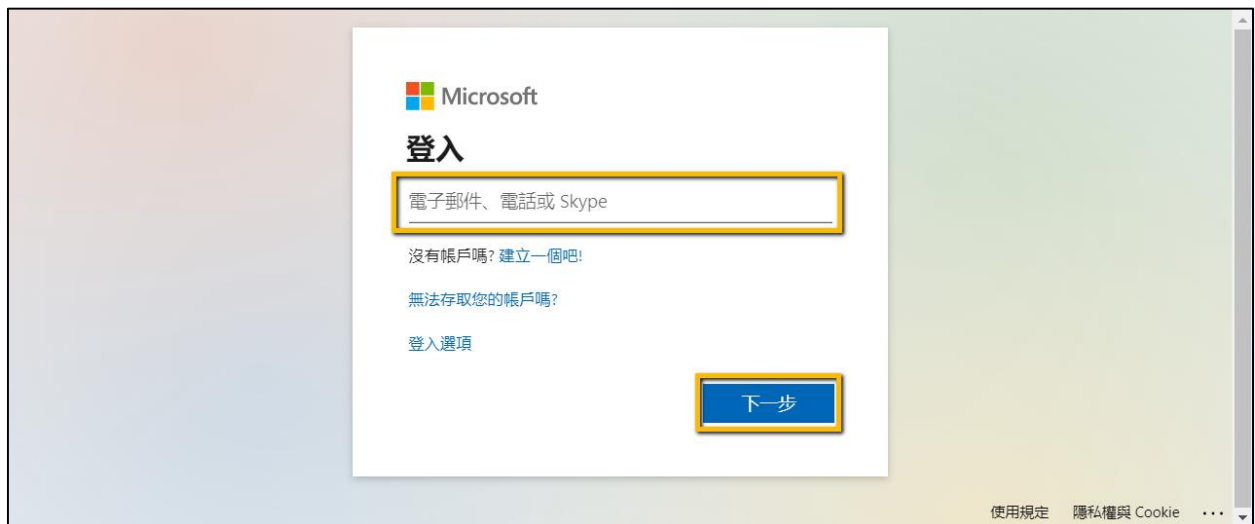 Microsoft
登入
電子郵件、電話或 Skype
沒有帳戶嗎? 建立一個吧!
無法存取您的帳戶嗎?
登入選項
下一步
使用規定 隱私權與 Cookie ...